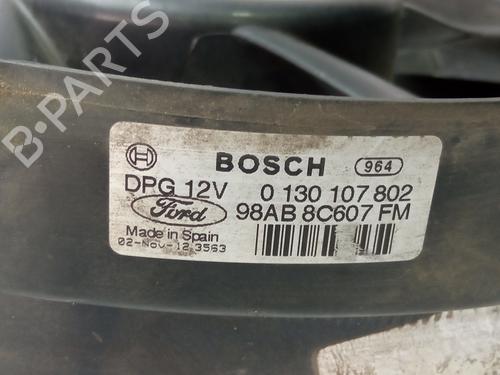 BOSCH 964
DPG 12V 0 130 107 802
Ford 98AB 8C607 FM
Made in Spain
02-Nov-12 3563
B-PARTS